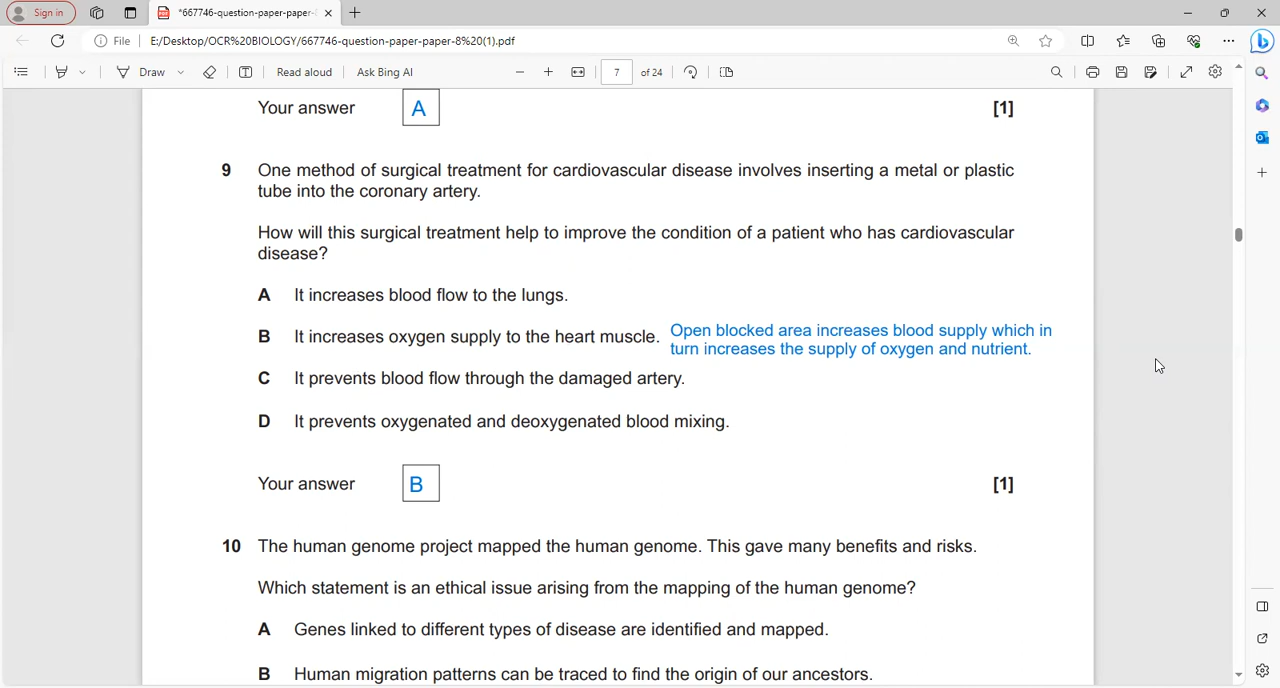 Sign in
*667746-question-paper-paper-
File
E:/Desktop/OCR%20BIOLOGY/667746-question-paper-paper-8%20(1).pdf
Draw
Read aloud
Ask Bing AI
7
of 24
Your answer
A
[1]
9 One method of surgical treatment for cardiovascular disease involves inserting a metal or plastic
tube into the coronary artery.
How will this surgical treatment help to improve the condition of a patient who has cardiovascular
disease?
A It increases blood flow to the lungs.
B It increases oxygen supply to the heart muscle.
Open blocked area increases blood supply which in
turn increases the supply of oxygen and nutrient.
C It prevents blood flow through the damaged artery.
D It prevents oxygenated and deoxygenated blood mixing.
Your answer
B
[1]
10 The human genome project mapped the human genome. This gave many benefits and risks.
Which statement is an ethical issue arising from the mapping of the human genome?
A Genes linked to different types of disease are identified and mapped.
B Human migration patterns can be traced to find the origin of our ancestors.